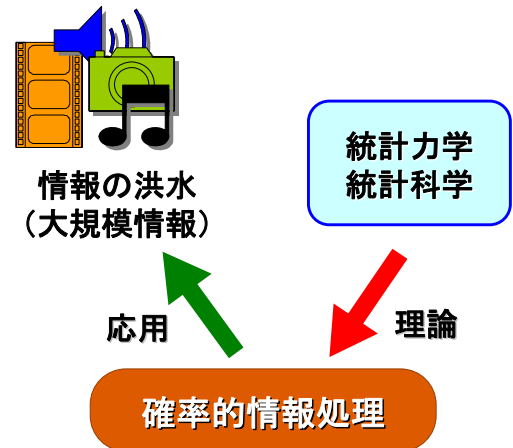 情報の洪水
（大規模情報）
統計力学
統計科学
応用
理論
確率的情報処理